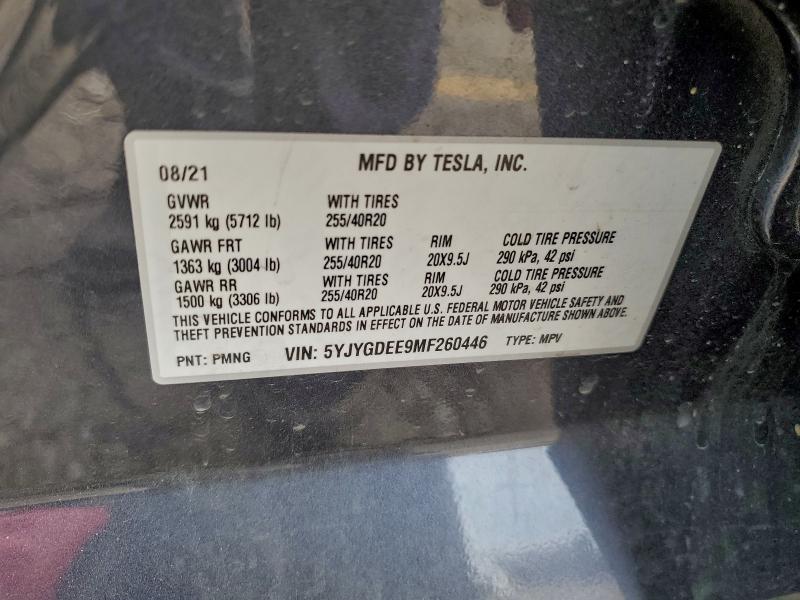 08/21 MFD BY TESLA, INC.
GVWR WITH TIRES
2591 kg (5712 lb) 255/40R20
GAWR FRT WITH TIRES RIM COLD TIRE PRESSURE
1363 kg (3004 lb) 255/40R20 20X9.5J 290 kPa, 42 psi
GAWR RR WITH TIRES RIM COLD TIRE PRESSURE
1500 kg (3306 lb) 255/40R20 20X9.5J 290 kPa, 42 psi
THIS VEHICLE CONFORMS TO ALL APPLICABLE U.S. FEDERAL MOTOR VEHICLE SAFETY AND
THEFT PREVENTION STANDARDS IN EFFECT ON THE DATE OF MANUFACTURE SHOWN ABOVE.
PNT: PMNG VIN: 5YJYGDEE9MF260446 TYPE: MPV